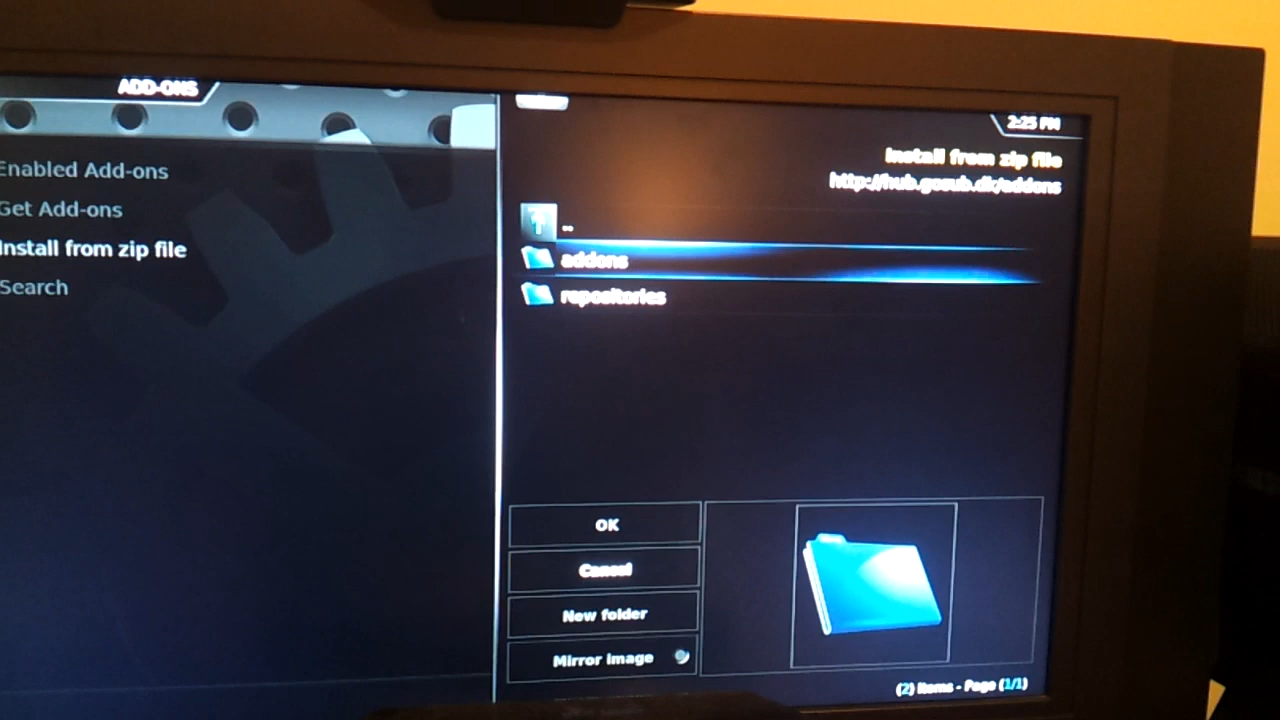 ADD-ONS
Enabled Add-ons
Get Add-ons
Install from zip file
Search
2:25 PM
Install from zip file
http://hub.gosub.dk/addons
..
addons
repositories
OK
Cancel
New folder
Mirror image
(2) Items - Page (1/1)